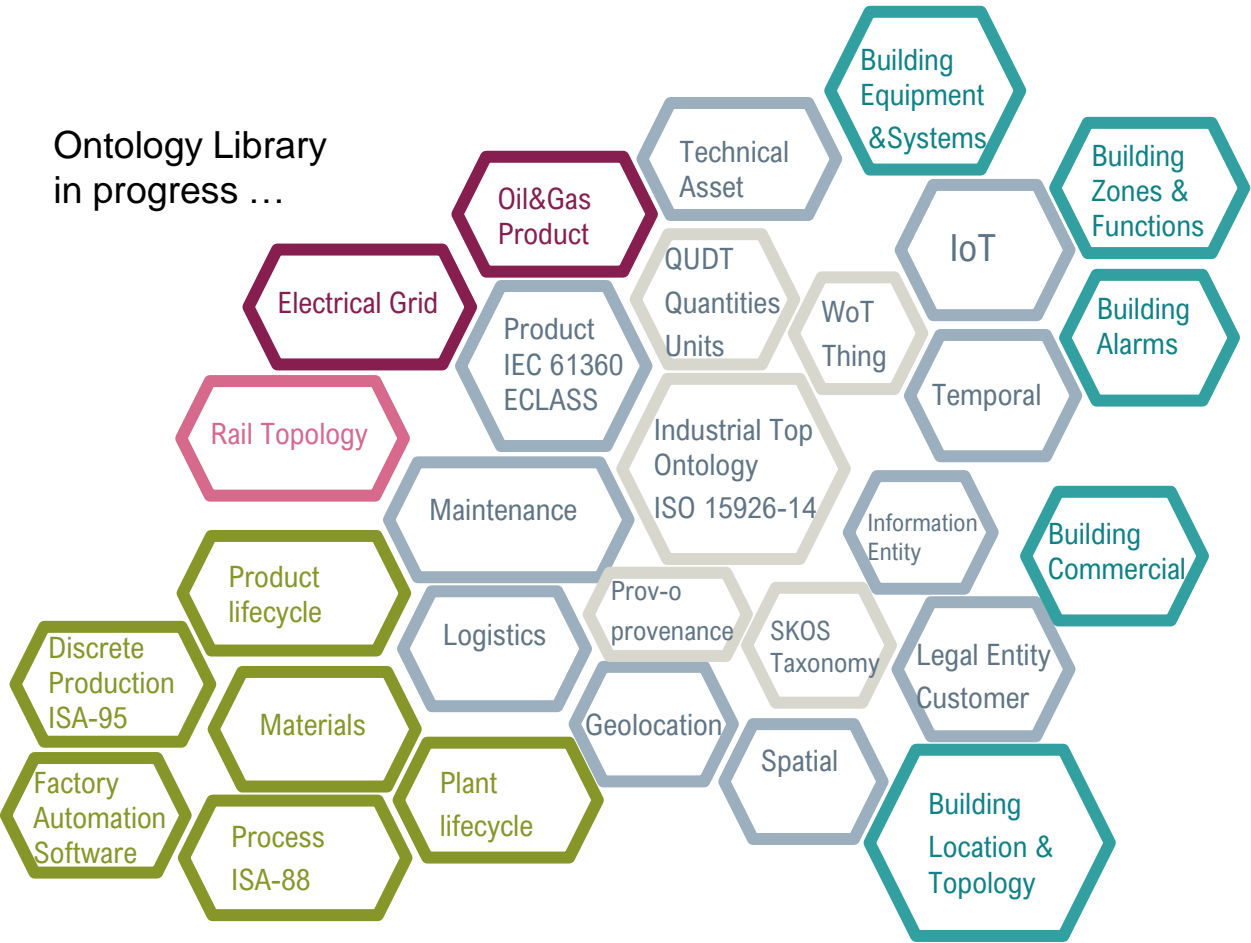 Ontology Library
in progress …
Building
Equipment
&Systems
Technical
Asset
Building
Zones &
Functions
Oil&Gas
Product
IoT
QUDT
Quantities
Units
Electrical Grid
WoT
Thing
Building
Alarms
Product
IEC 61360
ECLASS
Temporal
Rail Topology
Industrial Top
Ontology
ISO 15926-14
Maintenance
Information
Entity
Building
Commercial
Product
lifecycle
Prov-o
provenance
Logistics
SKOS
Taxonomy
Legal Entity
Customer
Discrete
Production
ISA-95
Materials
Geolocation
Spatial
Factory
Automation
Software
Plant
lifecycle
Building
Location &
Topology
Process
ISA-88